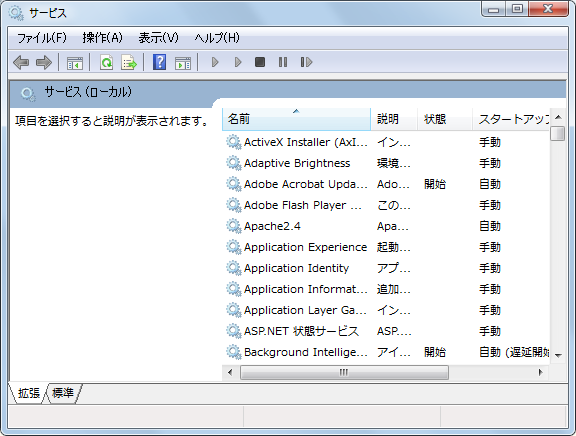 サービス
ファイル(F) 操作(A) 表示(V) ヘルプ(H)
サービス (ローカル)
項目を選択すると説明が表示されます。
名前 説明 状態 スタートアップ
ActiveX Installer (AxI... イン... 手動
Adaptive Brightness 環境... 手動
Adobe Acrobat Upda... Ado... 開始 自動
Adobe Flash Player ... この... 手動
Apache2.4 Apa... 自動
Application Experience 起動... 手動
Application Identity アプ... 手動
Application Informat... 追加... 手動
Application Layer Ga... イン... 手動
ASP.NET 状態サービス ASP.... 手動
Background Intellige... アイ... 開始 自動 (遅延開始
拡張 標準